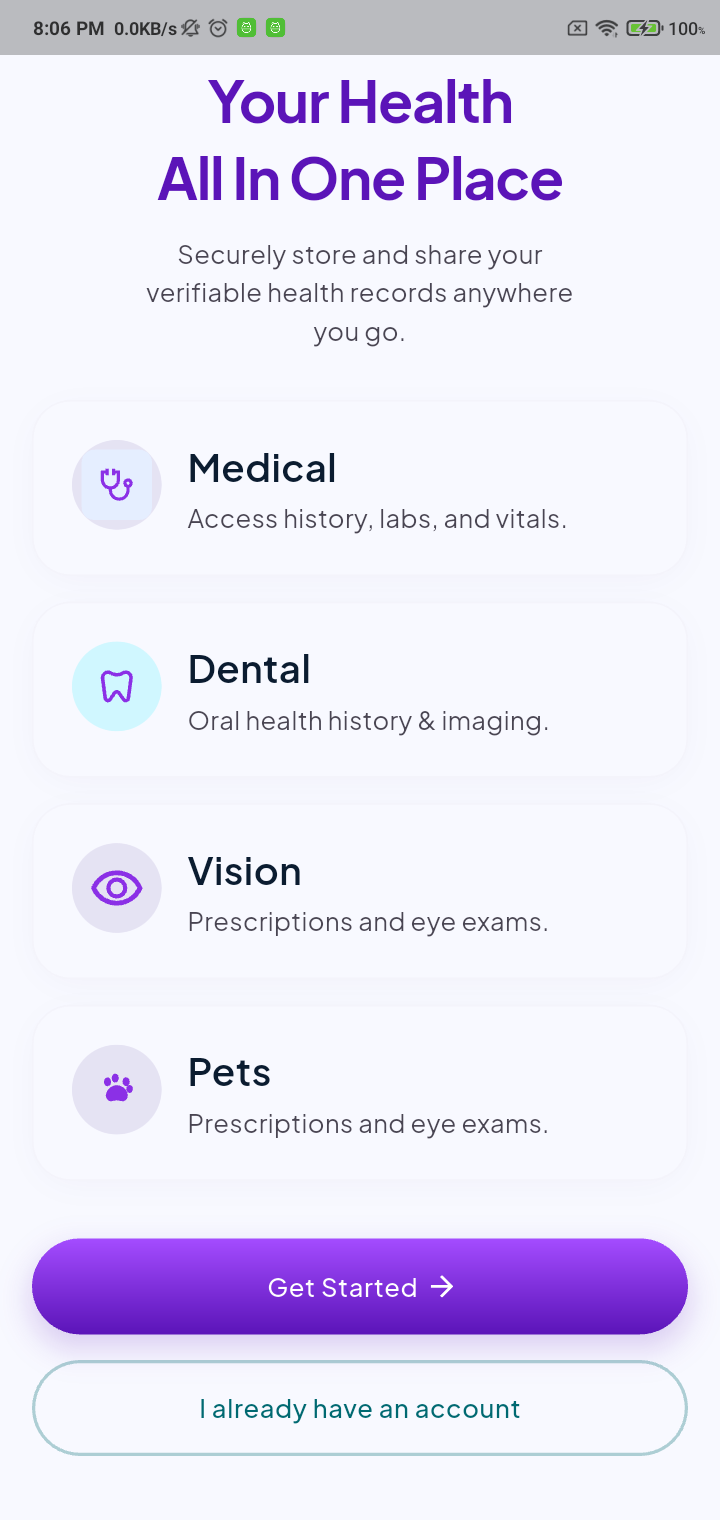 8:06 PM 0.0KB/s 100%
Your Health
All In One Place
Securely store and share your
verifiable health records anywhere
you go.
Medical
Access history, labs, and vitals.
Dental
Oral health history & imaging.
Vision
Prescriptions and eye exams.
Pets
Prescriptions and eye exams.
Get Started →
I already have an account